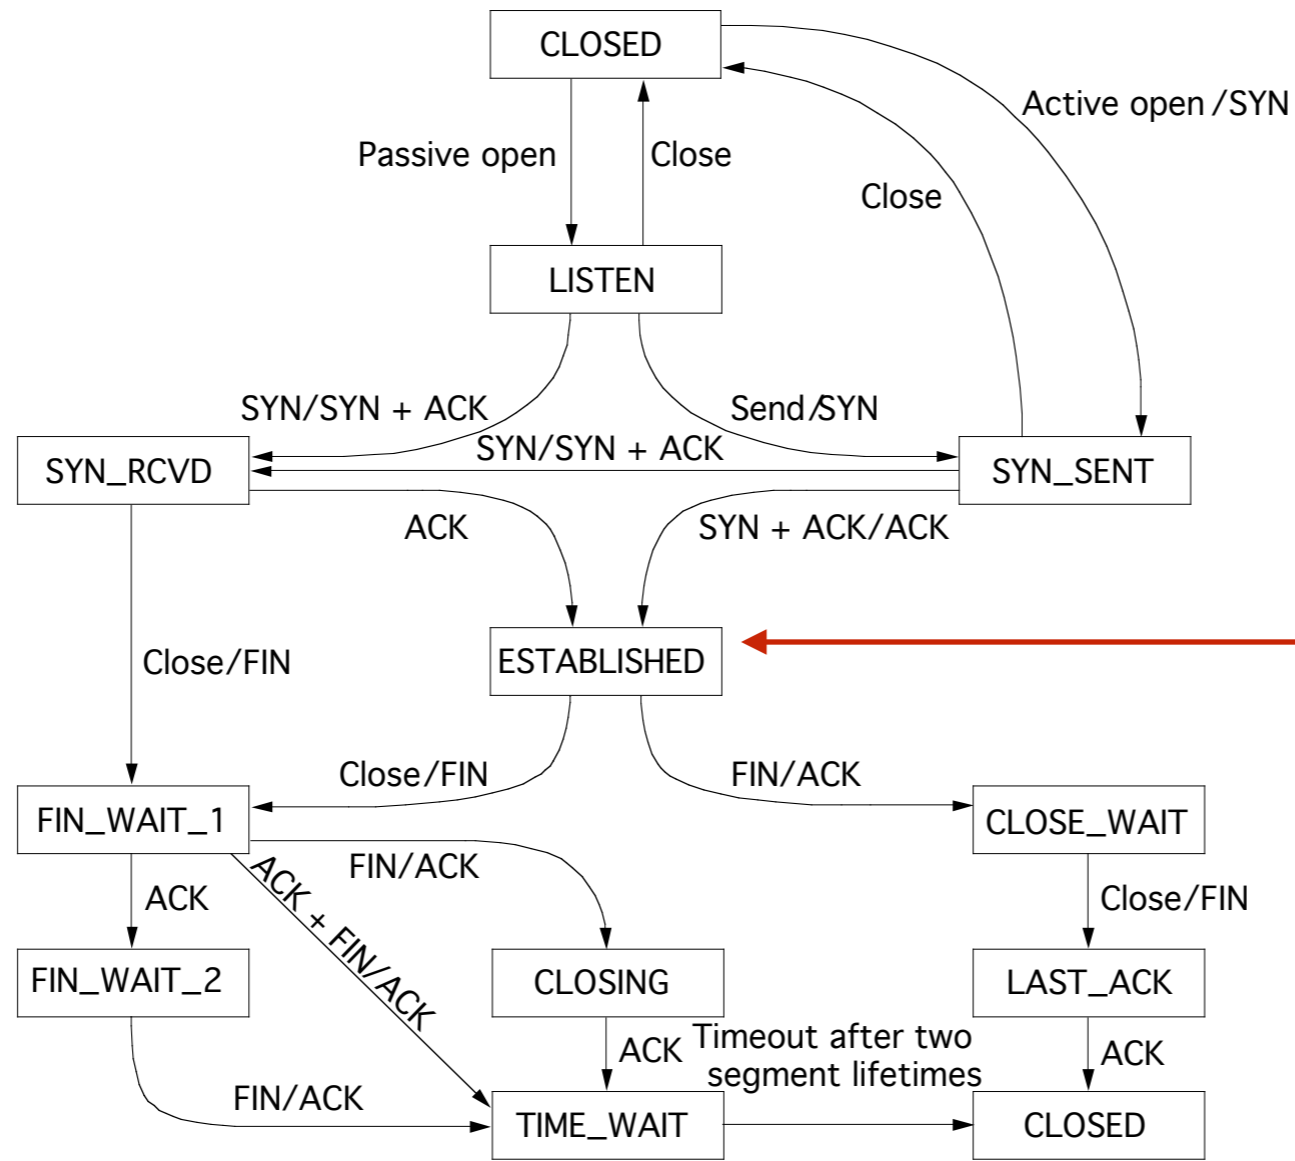 CLOSED
Active open /SYN
Passive open
Close
Close
LISTEN
SYN/SYN + ACK
Send/SYN
SYN/SYN + ACK
SYN_RCVD
SYN_SENT
ACK
SYN + ACK/ACK
Close/FIN
ESTABLISHED
Close/FIN
FIN/ACK
FIN_WAIT_1
CLOSE_WAIT
FIN/ACK
ACK
ACK + FIN/ACK
Close/FIN
FIN_WAIT_2
CLOSING
LAST_ACK
ACK
Timeout after two
segment lifetimes
ACK
FIN/ACK
TIME_WAIT
CLOSED